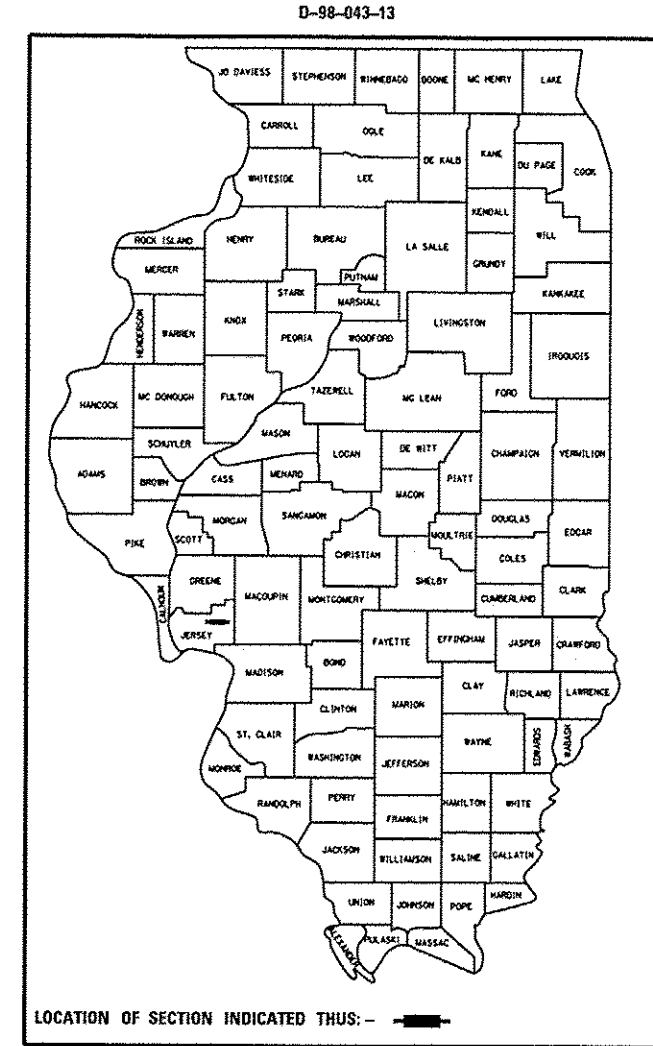 D-98-043-13
JO DAVIESS STEPHENSON WINNEBAGO BOONE MC HENRY LAKE
CARROLL OGLE
DE KALB KANE DU PAGE COOK
WHITESIDE LEE
KENDALL WILL
ROCK ISLAND HENRY BUREAU LA SALLE
GRUNDY
MERCER PUTNAM
STARK MARSHALL KANKAKEE
HENDERSON WARREN KNOX LIVINGSTON
PEORIA WOODFORD IROQUOIS
HANCOCK MC DONOUGH FULTON TAZEWELL MC LEAN FORD
MASON
SCHUYLER LOGAN DE WITT CHAMPAIGN VERMILION
ADAMS BROWN CASS MENARD PIATT
MACON
PIKE MORGAN SANGAMON DOUGLAS EDGAR
SCOTT CHRISTIAN MOULTRIE
COLES
GREENE SHELBY
CALHOUN MACOUPIN MONTGOMERY CUMBERLAND CLARK
JERSEY FAYETTE EFFINGHAM JASPER CRAWFORD
MADISON BOND
CLAY RICHLAND LAWRENCE
CLINTON MARION
ST. CLAIR WAYNE EDWARDS WABASH
WASHINGTON JEFFERSON
MONROE
RANDOLPH PERRY HAMILTON WHITE
FRANKLIN
JACKSON WILLIAMSON SALINE GALLATIN
UNION JOHNSON POPE HARDIN
ALEXANDER PULASKI MASSAC
LOCATION OF SECTION INDICATED THUS: –